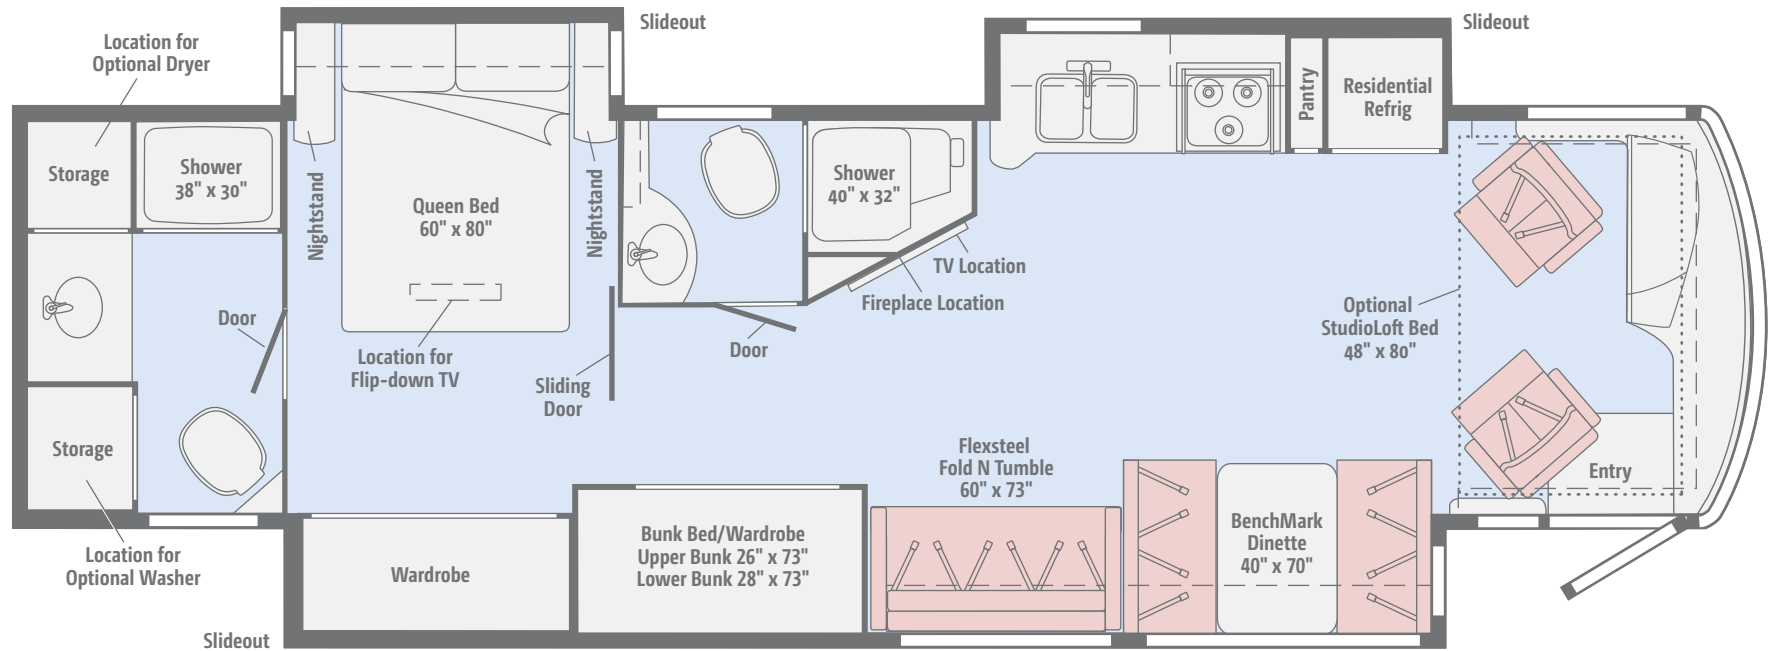 Slideout
Slideout
Location for
Optional Dryer
Storage
Shower
38" x 30"
Nightstand
Queen Bed
60" x 80"
Nightstand
Shower
40" x 32"
Pantry
Residential
Refrig
TV Location
Fireplace Location
Door
Location for
Flip-down TV
Sliding
Door
Door
Optional
StudioLoft Bed
48" x 80"
Storage
Flexsteel
Fold N Tumble
60" x 73"
Entry
Location for
Optional Washer
Wardrobe
Bunk Bed/Wardrobe
Upper Bunk 26" x 73"
Lower Bunk 28" x 73"
BenchMark
Dinette
40" x 70"
Slideout